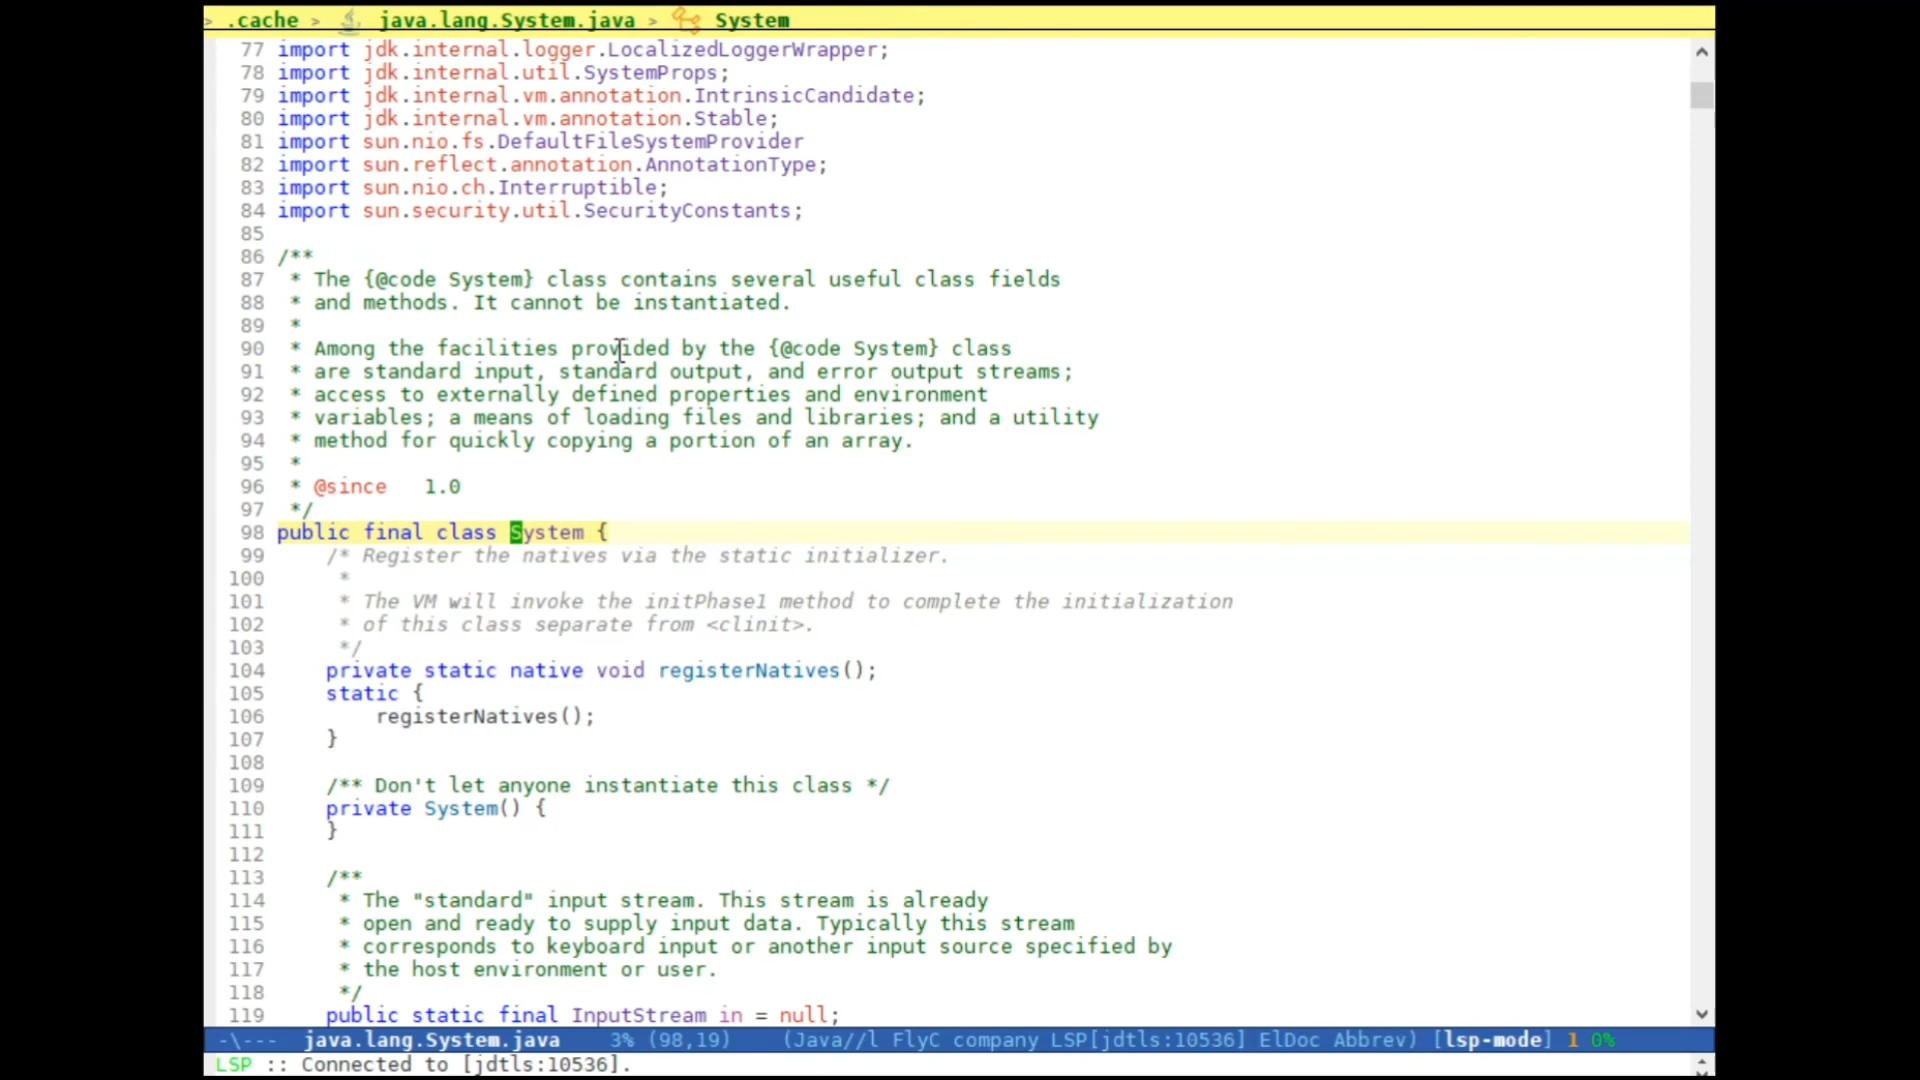 > .cache > java.lang.System.java > System
77 import jdk.internal.logger.LocalizedLoggerWrapper;
78 import jdk.internal.util.SystemProps;
79 import jdk.internal.vm.annotation.IntrinsicCandidate;
80 import jdk.internal.vm.annotation.Stable;
81 import sun.nio.fs.DefaultFileSystemProvider
82 import sun.reflect.annotation.AnnotationType;
83 import sun.nio.ch.Interruptible;
84 import sun.security.util.SecurityConstants;
85
86 /**
87  * The {@code System} class contains several useful class fields
88  * and methods. It cannot be instantiated.
89  *
90  * Among the facilities provided by the {@code System} class
91  * are standard input, standard output, and error output streams;
92  * access to externally defined properties and environment
93  * variables; a means of loading files and libraries; and a utility
94  * method for quickly copying a portion of an array.
95  *
96  * @since   1.0
97  */
98 public final class System {
99     /* Register the natives via the static initializer.
100      *
101      * The VM will invoke the initPhase1 method to complete the initialization
102      * of this class separate from <clinit>.
103      */
104     private static native void registerNatives();
105     static {
106         registerNatives();
107     }
108
109     /** Don't let anyone instantiate this class */
110     private System() {
111     }
112
113     /**
114      * The "standard" input stream. This stream is already
115      * open and ready to supply input data. Typically this stream
116      * corresponds to keyboard input or another input source specified by
117      * the host environment or user.
118      */
119     public static final InputStream in = null;
-\--- java.lang.System.java 3% (98,19) (Java//l FlyC company LSP[jdtls:10536] ElDoc Abbrev) [lsp-mode] 1 0%
LSP :: Connected to [jdtls:10536].